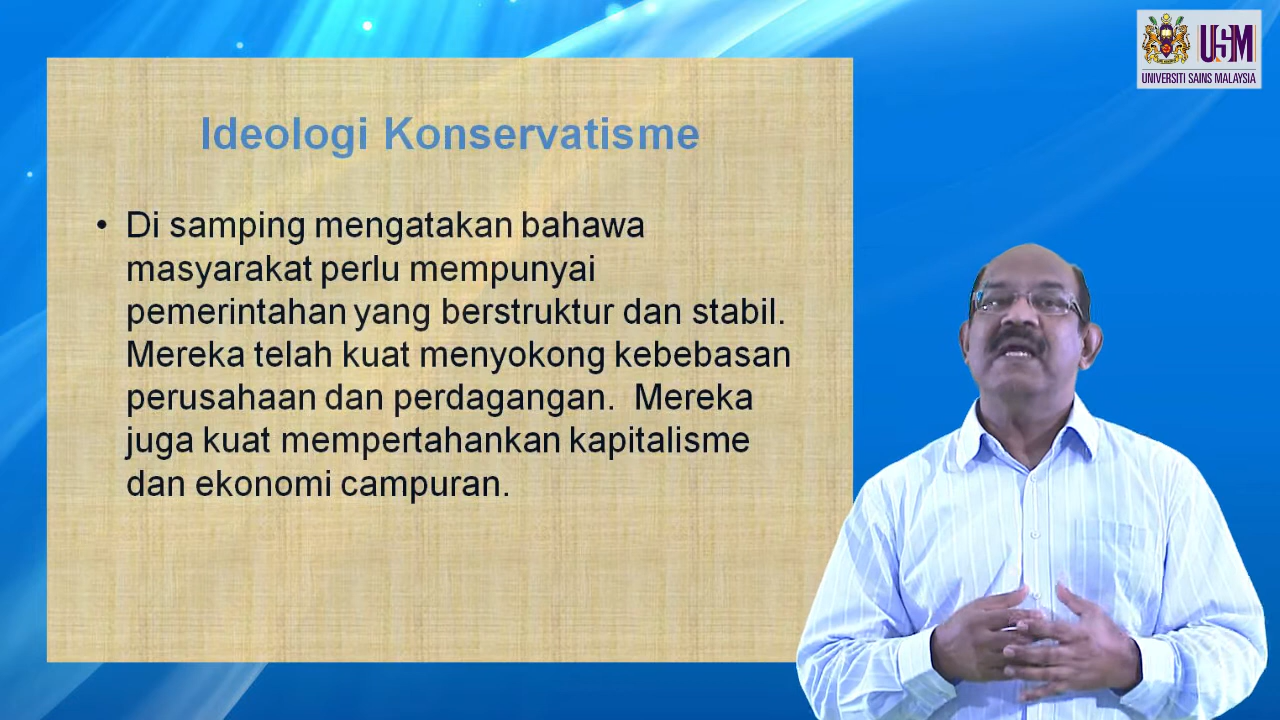 USM
UNIVERSITI SAINS MALAYSIA
Ideologi Konservatisme
• Di samping mengatakan bahawa
masyarakat perlu mempunyai
pemerintahan yang berstruktur dan stabil.
Mereka telah kuat menyokong kebebasan
perusahaan dan perdagangan.  Mereka
juga kuat mempertahankan kapitalisme
dan ekonomi campuran.